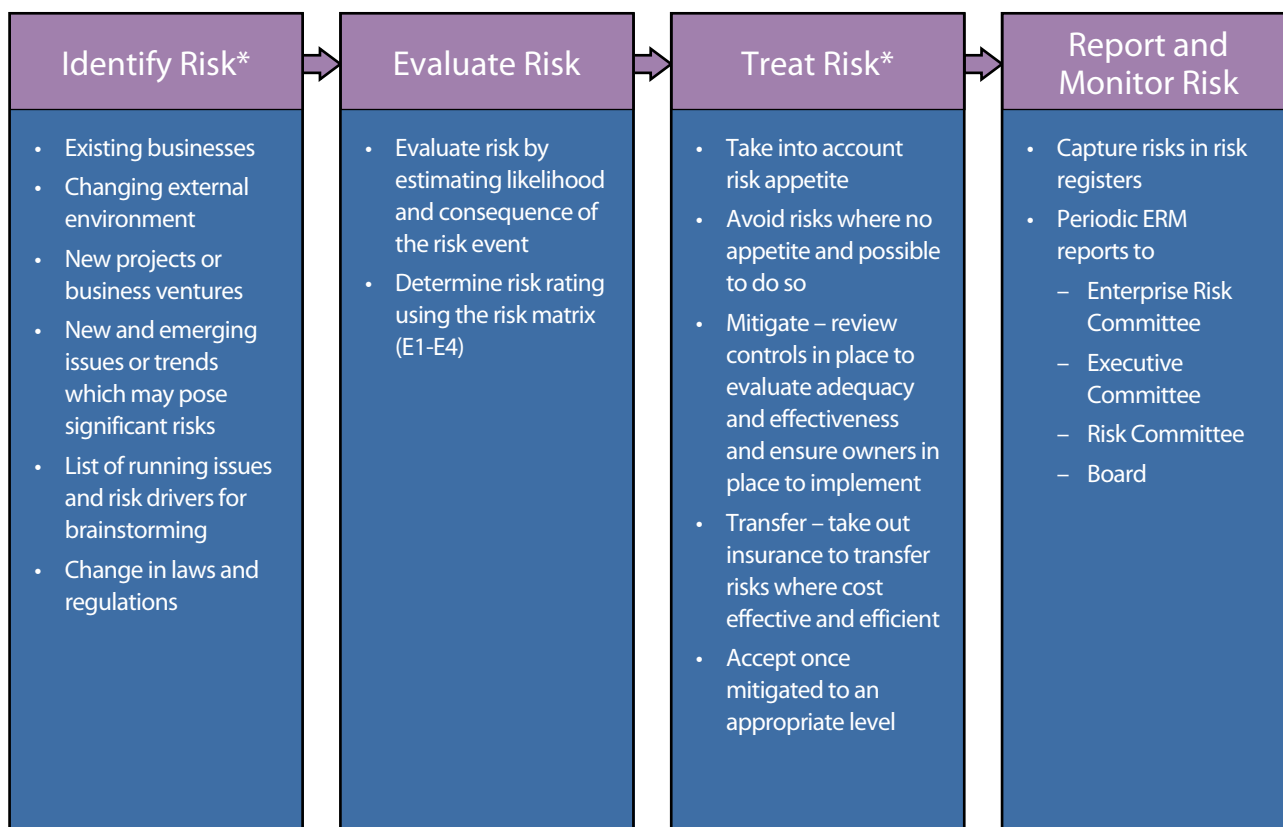 Identify Risk*
• Existing businesses
• Changing external
environment
• New projects or
business ventures
• New and emerging
issues or trends
which may pose
significant risks
• List of running issues
and risk drivers for
brainstorming
• Change in laws and
regulations
Evaluate Risk
• Evaluate risk by
estimating likelihood
and consequence of
the risk event
• Determine risk rating
using the risk matrix
(E1-E4)
Treat Risk*
• Take into account
risk appetite
• Avoid risks where no
appetite and possible
to do so
• Mitigate – review
controls in place to
evaluate adequacy
and effectiveness
and ensure owners in
place to implement
• Transfer – take out
insurance to transfer
risks where cost
effective and efficient
• Accept once
mitigated to an
appropriate level
Report and
Monitor Risk
• Capture risks in risk
registers
• Periodic ERM
reports to
– Enterprise Risk
Committee
– Executive
Committee
– Risk Committee
– Board